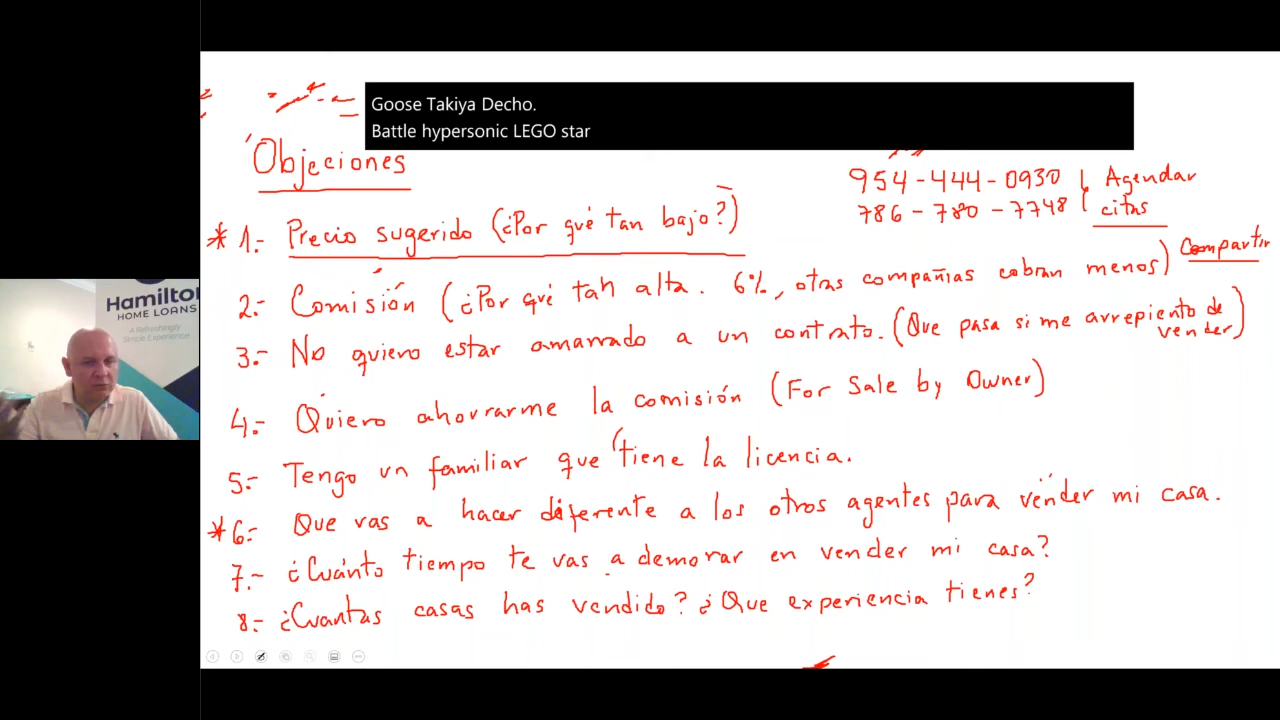 Goose Takiya Decho.
Battle hypersonic LEGO star
Objeciones
954-444-0930 Agendar
786-780-7748 citas
*1.- Precio sugerido (¿Por qué tan bajo?)
Compartir
2.- Comisión (¿Por qué tan alta. 6%, otras compañias cobran menos)
3.- No quiero estar amarrado a un contrato. (Que pasa si me arrepiento de vender)
4.- Quiero ahorrarme la comisión (For Sale by Owner)
5.- Tengo un familiar que tiene la licencia.
*6.- Que vas a hacer diferente a los otros agentes para vender mi casa.
7.- ¿Cuánto tiempo te vas a demorar en vender mi casa?
8.- ¿Cuantas casas has vendido? ¿Que experiencia tienes?
Hamilton
HOME LOANS
A Refreshingly
Simple Experience